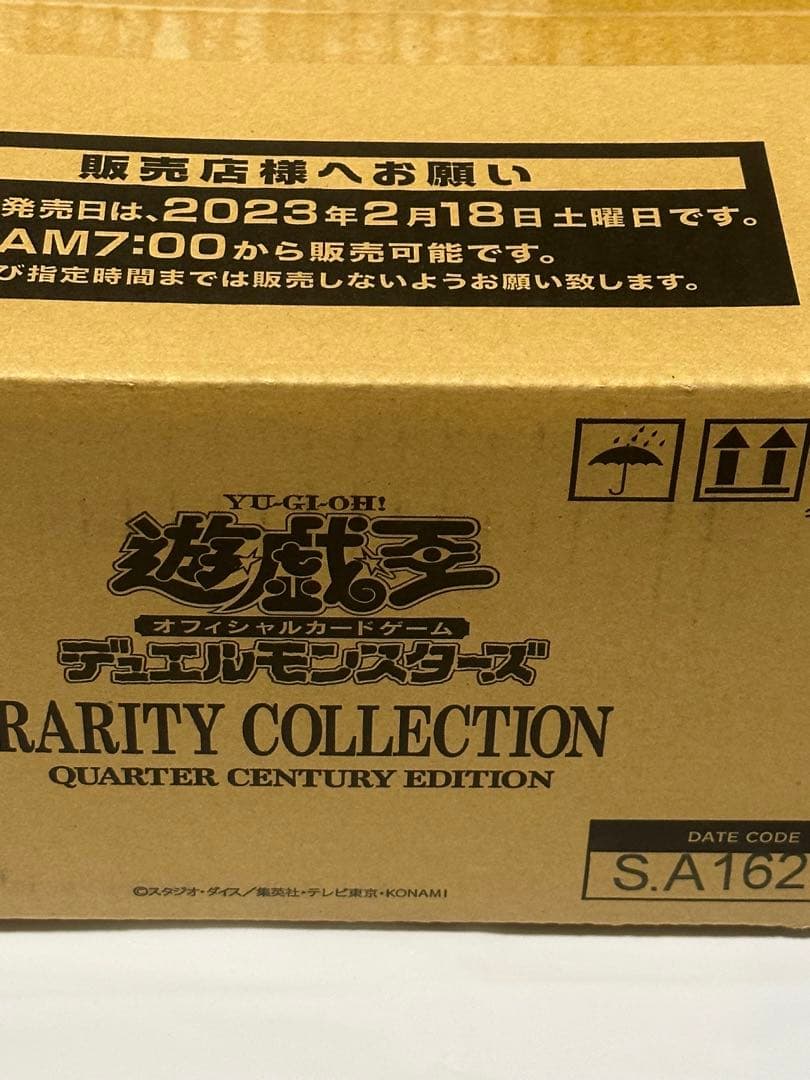 販売店様へお願い
発売日は、2023年2月18日土曜日です。
AM7:00から販売可能です。
び指定時間までは販売しないようお願い致します。
YU-GI-OH!
遊戯王
オフィシャルカードゲーム
デュエルモンスターズ
RARITY COLLECTION
QUARTER CENTURY EDITION
DATE CODE
S.A162
©スタジオ・ダイス／集英社・テレビ東京・KONAMI